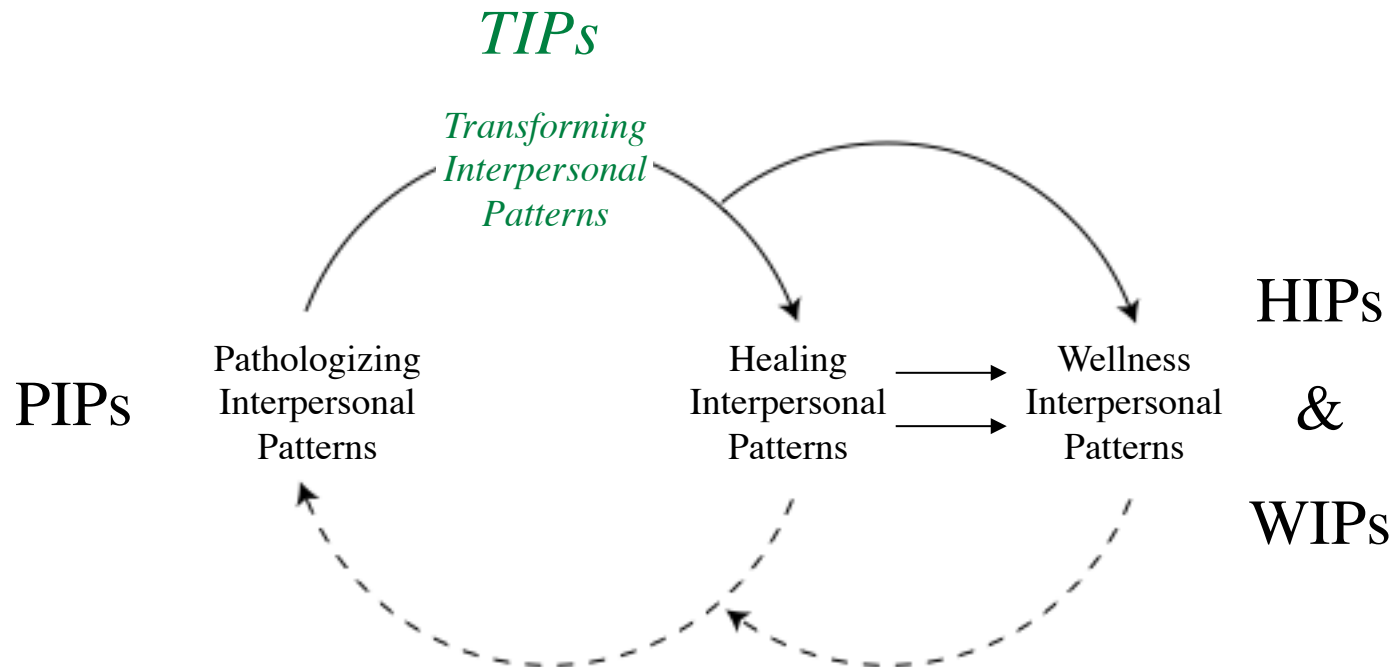 TIPs
Transforming
Interpersonal
Patterns
PIPs
Pathologizing
Interpersonal
Patterns
Healing
Interpersonal
Patterns
Wellness
Interpersonal
Patterns
HIPs
&
WIPs